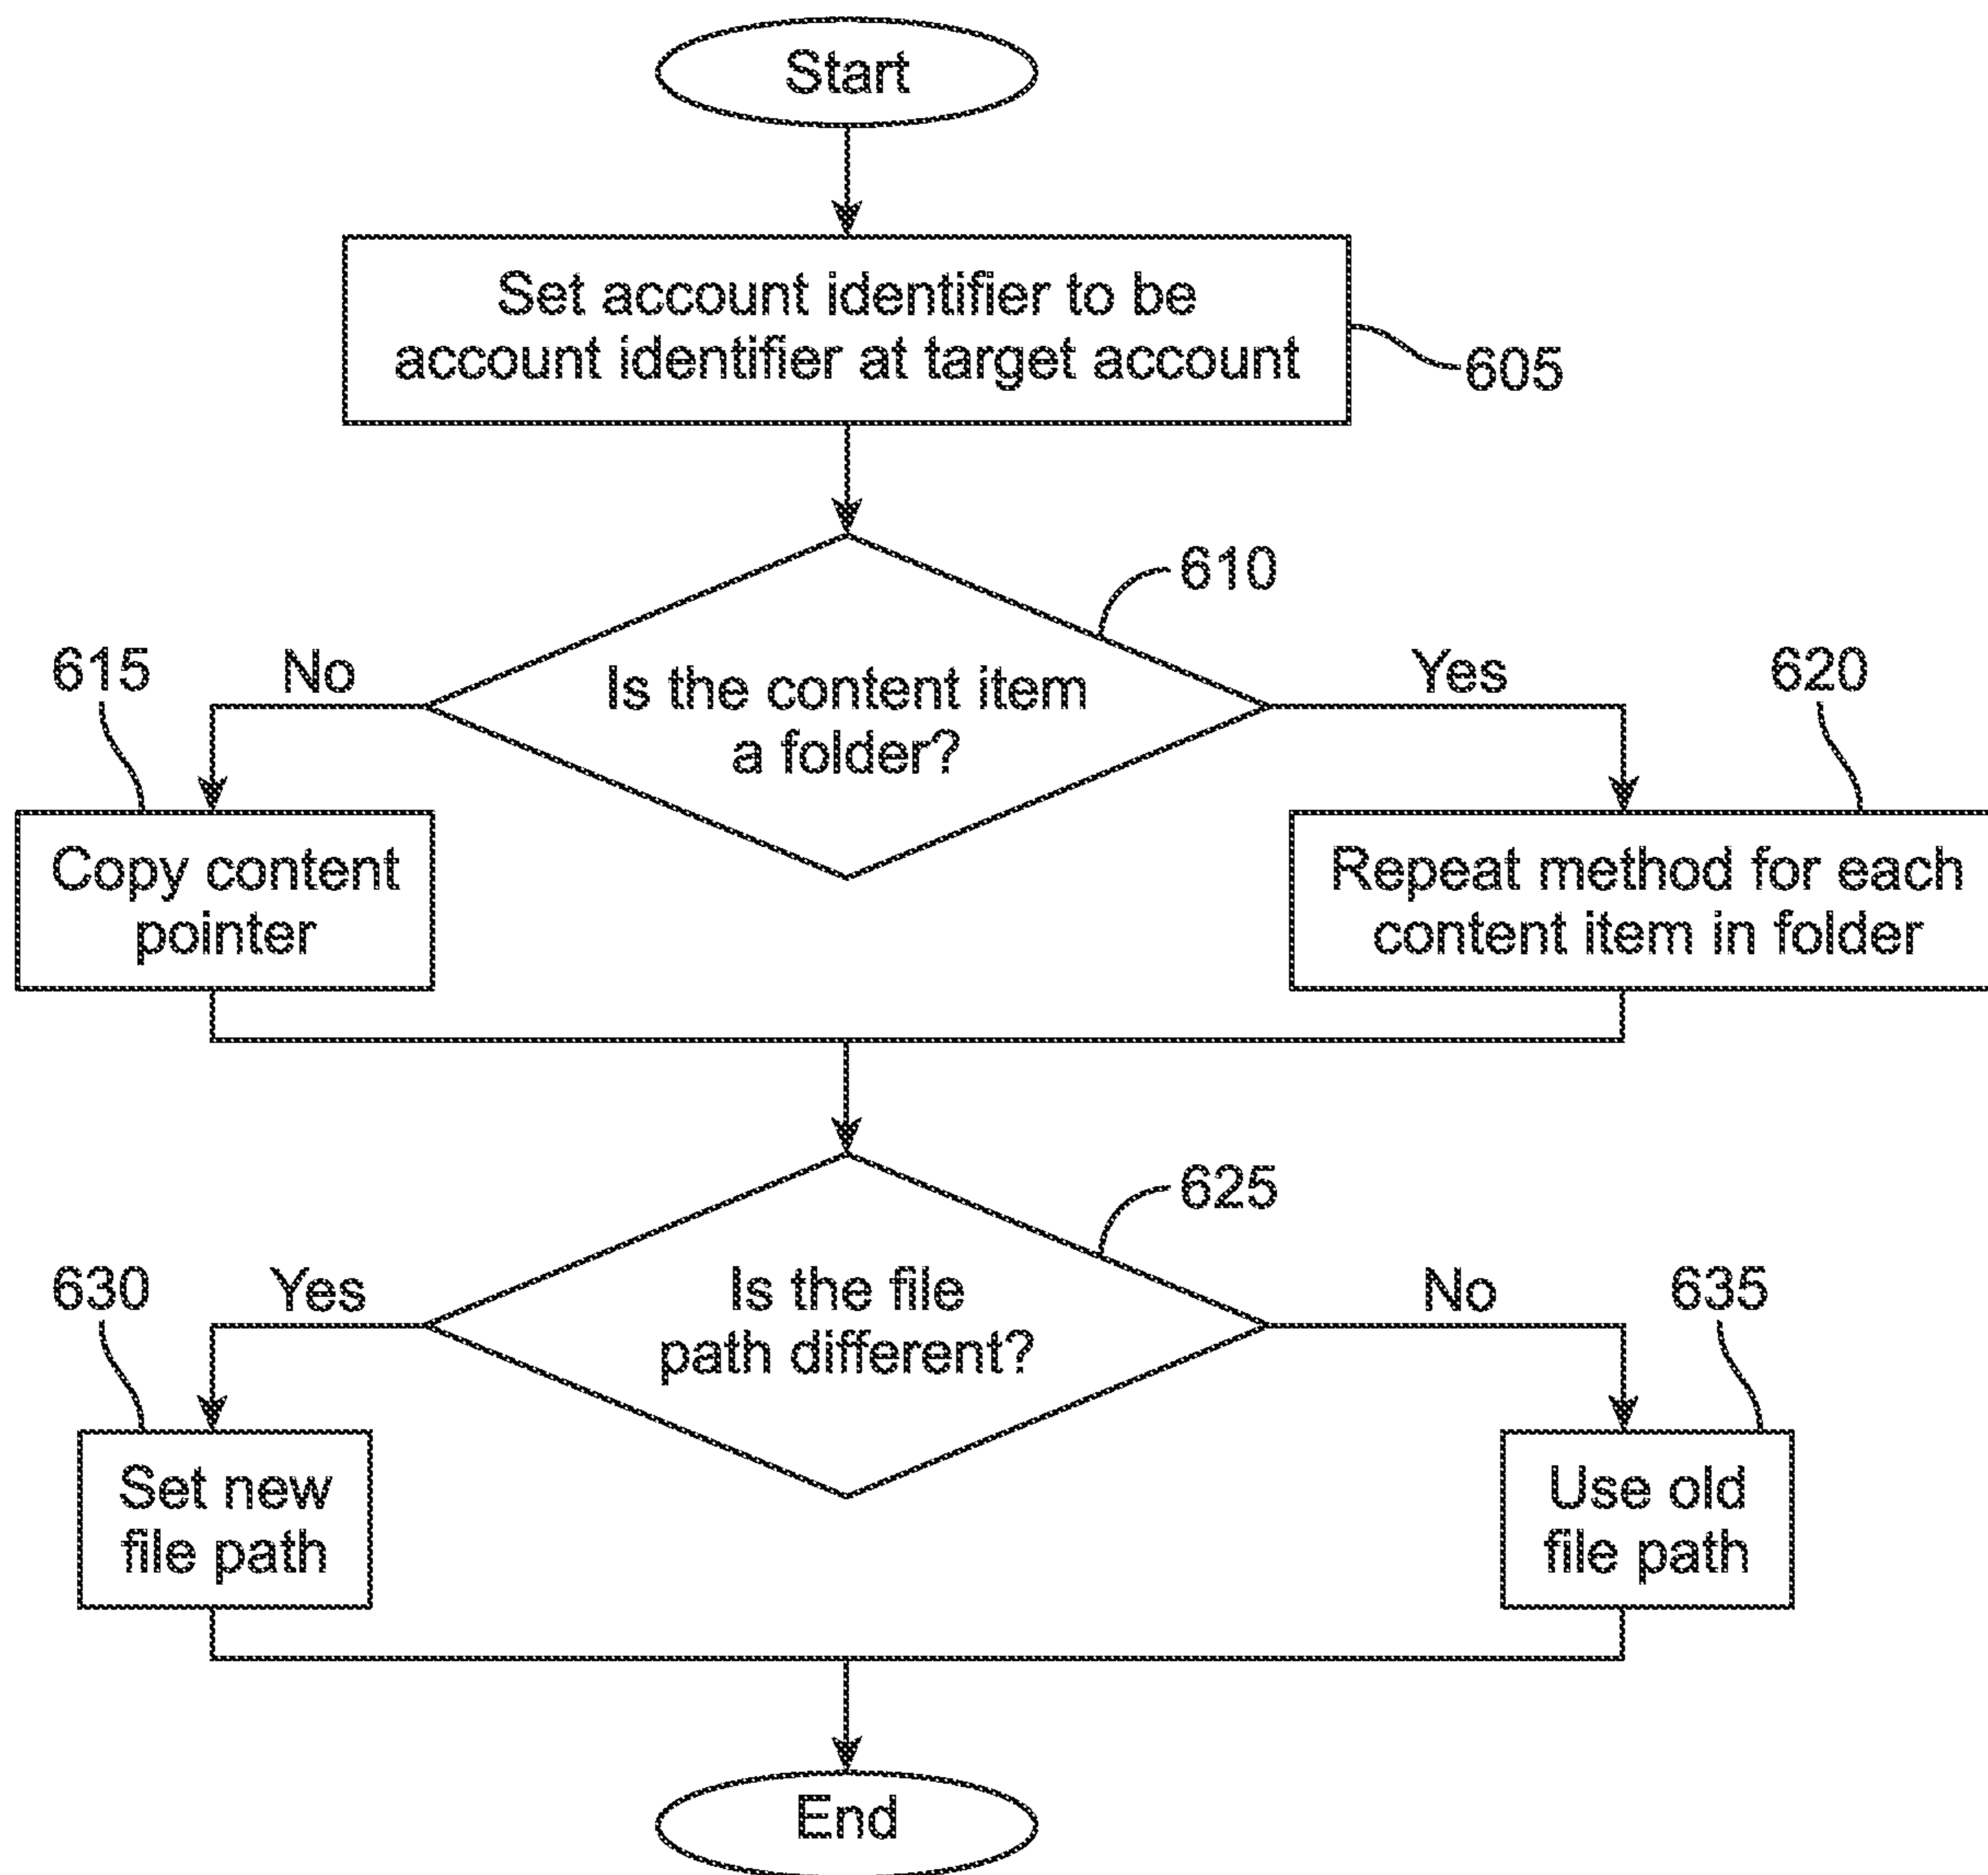 Start
Set account identifier to be
account identifier at target account
605
610
Is the content item
a folder?
No
Yes
615
620
Copy content
pointer
Repeat method for each
content item in folder
625
Is the file
path different?
Yes
No
630
635
Set new
file path
Use old
file path
End